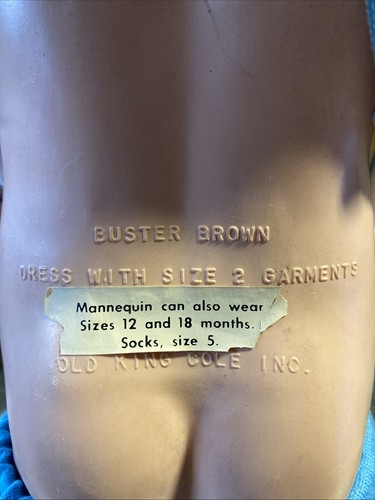 BUSTER BROWN
DRESS WITH SIZE 2 GARMENTS
Mannequin can also wear
Sizes 12 and 18 months.
Socks, size 5.
OLD KING COLE INC.